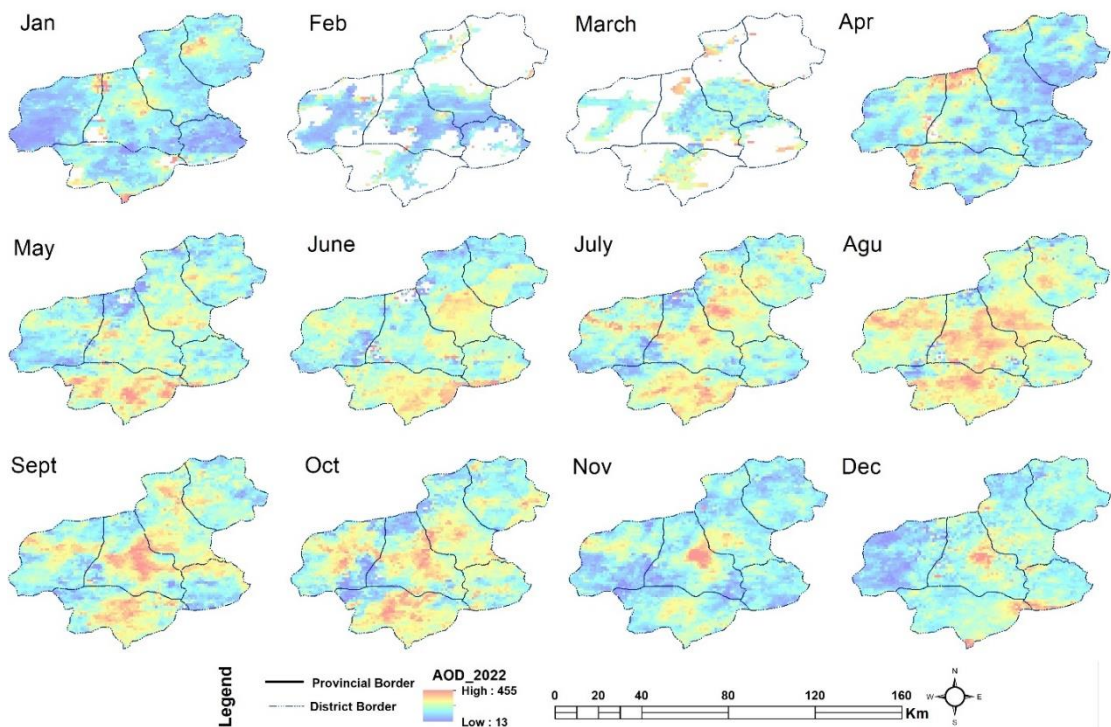 Jan
Feb
March
Apr
May
June
July
Agu
Sept
Oct
Nov
Dec
Legend
Provincial Border
District Border
AOD_2022
High : 455
Low : 13
0 20 40 80 120 160
Km
N
W E
S